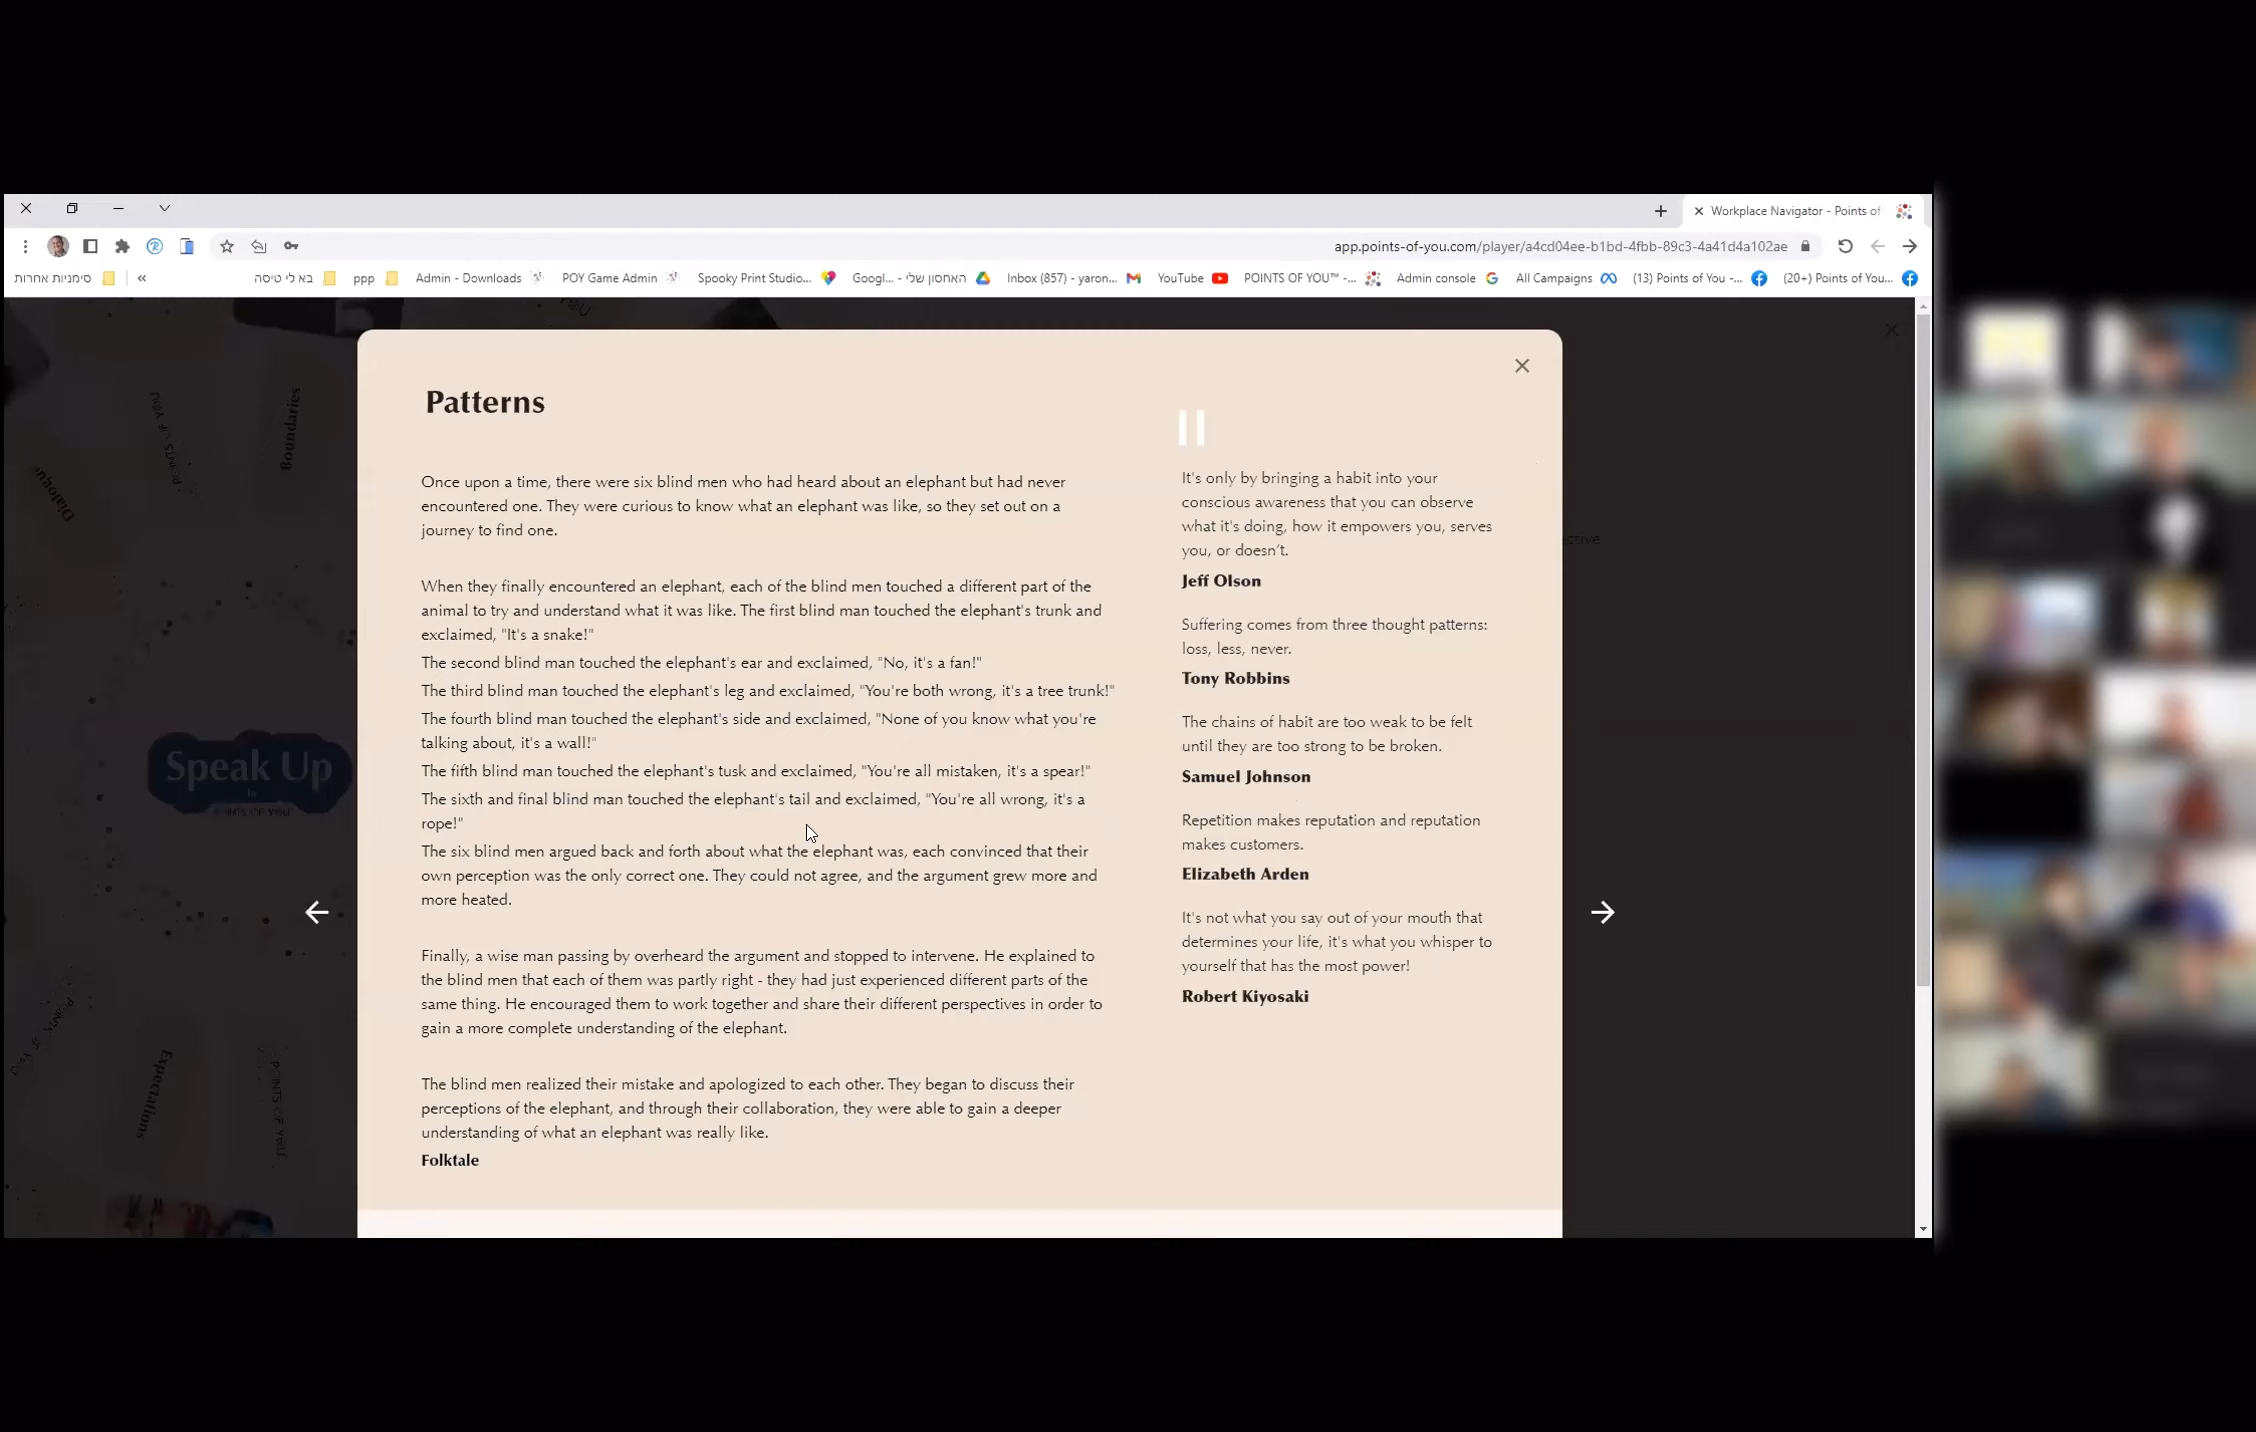 Workplace Navigator - Points of
app.points-of-you.com/player/a4cd04ee-b1bd-4fbb-89c3-4a41d4a102ae
סימניות אחרות
«
בא לי טיסה
ppp
Admin - Downloads
POY Game Admin
Spooky Print Studio...
Googl... - האחסון שלי
Inbox (857) - yaron...
YouTube
POINTS OF YOU™ -...
Admin console
All Campaigns
(13) Points of You -...
(20+) Points of You...
Patterns
Once upon a time, there were six blind men who had heard about an elephant but had never
encountered one. They were curious to know what an elephant was like, so they set out on a
journey to find one.
When they finally encountered an elephant, each of the blind men touched a different part of the
animal to try and understand what it was like. The first blind man touched the elephant's trunk and
exclaimed, "It's a snake!"
The second blind man touched the elephant's ear and exclaimed, "No, it's a fan!"
The third blind man touched the elephant's leg and exclaimed, "You're both wrong, it's a tree trunk!"
The fourth blind man touched the elephant's side and exclaimed, "None of you know what you're
talking about, it's a wall!"
The fifth blind man touched the elephant's tusk and exclaimed, "You're all mistaken, it's a spear!"
The sixth and final blind man touched the elephant's tail and exclaimed, "You're all wrong, it's a
rope!"
The six blind men argued back and forth about what the elephant was, each convinced that their
own perception was the only correct one. They could not agree, and the argument grew more and
more heated.
Finally, a wise man passing by overheard the argument and stopped to intervene. He explained to
the blind men that each of them was partly right - they had just experienced different parts of the
same thing. He encouraged them to work together and share their different perspectives in order to
gain a more complete understanding of the elephant.
The blind men realized their mistake and apologized to each other. They began to discuss their
perceptions of the elephant, and through their collaboration, they were able to gain a deeper
understanding of what an elephant was really like.
Folktale
It's only by bringing a habit into your
conscious awareness that you can observe
what it's doing, how it empowers you, serves
you, or doesn't.
Jeff Olson
Suffering comes from three thought patterns:
loss, less, never.
Tony Robbins
The chains of habit are too weak to be felt
until they are too strong to be broken.
Samuel Johnson
Repetition makes reputation and reputation
makes customers.
Elizabeth Arden
It's not what you say out of your mouth that
determines your life, it's what you whisper to
yourself that has the most power!
Robert Kiyosaki
Boundaries
POINTS OF YOU
Dialogue
Speak Up
by
POINTS OF YOU
Expectations
POINTS OF YOU
ective